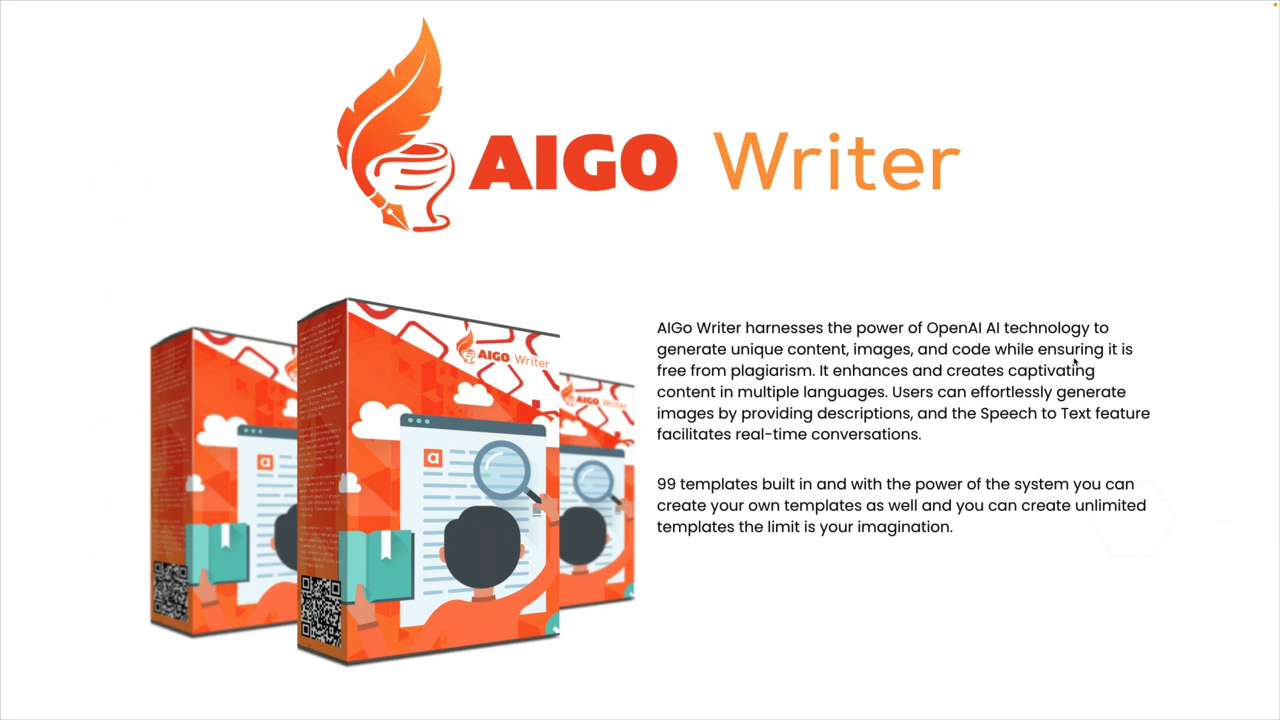 AIGO Writer
AIGO Writer
AIGO Writer
a
a
AIGo Writer harnesses the power of OpenAI AI technology to
generate unique content, images, and code while ensuring it is
free from plagiarism. It enhances and creates captivating
content in multiple languages. Users can effortlessly generate
images by providing descriptions, and the Speech to Text feature
facilitates real-time conversations.
99 templates built in and with the power of the system you can
create your own templates as well and you can create unlimited
templates the limit is your imagination.